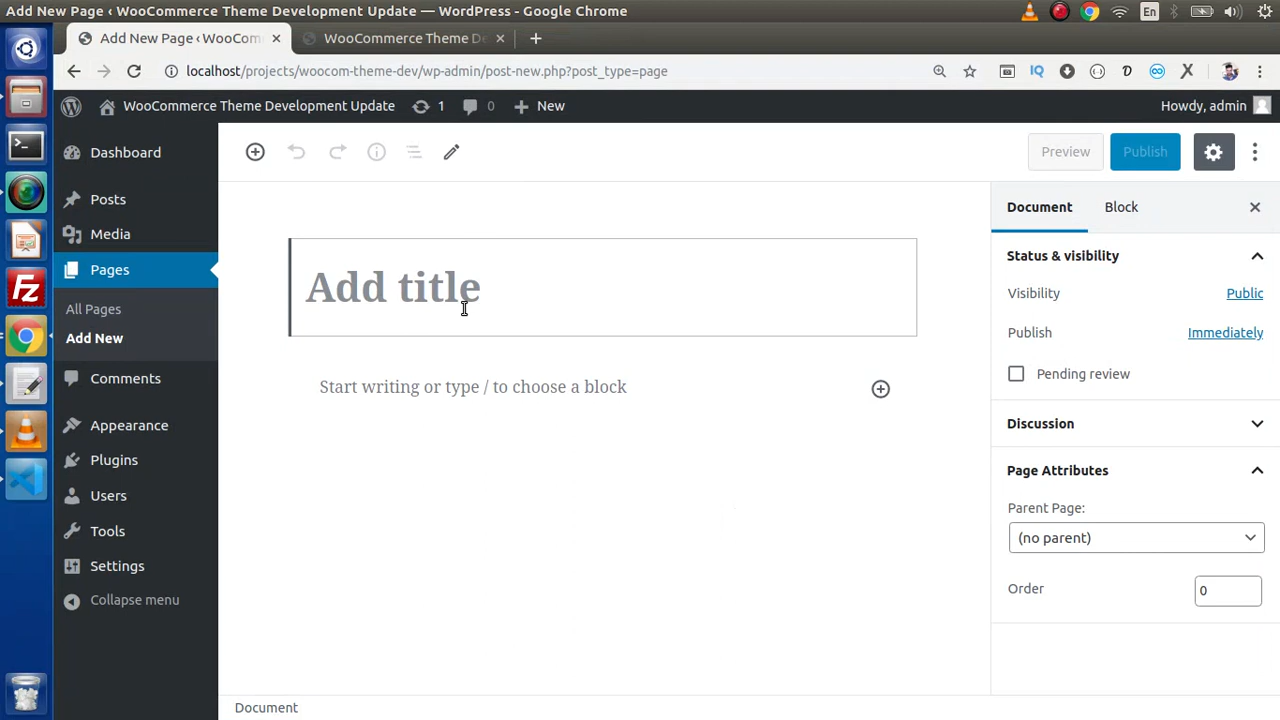 Add New Page ‹ WooCommerce Theme Development Update — WordPress - Google Chrome
En
Add New Page ‹ WooCom
WooCommerce Theme De
localhost/projects/woocom-theme-dev/wp-admin/post-new.php?post_type=page
IQ
WooCommerce Theme Development Update
1
0
New
Howdy, admin
Dashboard
Posts
Media
Pages
All Pages
Add New
Comments
Appearance
Plugins
Users
Tools
Settings
Collapse menu
Preview
Publish
Add title
Start writing or type / to choose a block
Document
Block
Status & visibility
Visibility
Public
Publish
Immediately
Pending review
Discussion
Page Attributes
Parent Page:
(no parent)
Order
0
Document